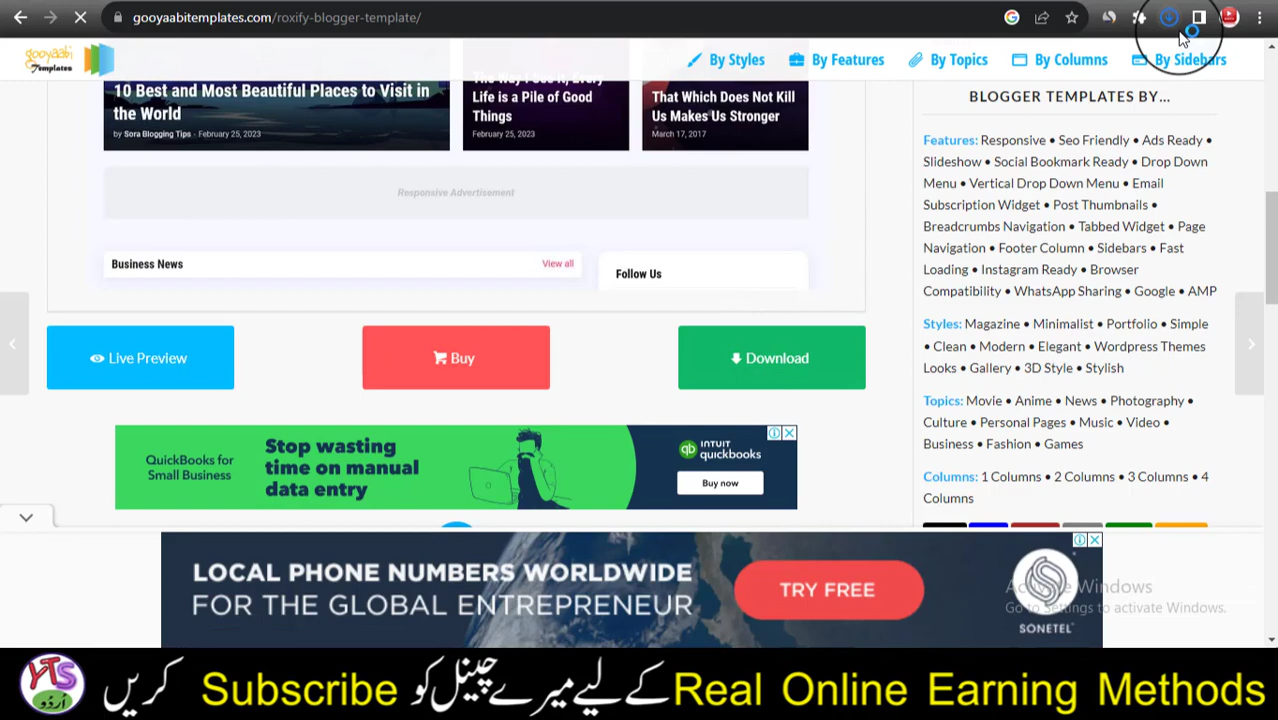 gooyaabitemplates.com/roxify-blogger-template/
gooyaabi
Templates
By Styles
By Features
By Topics
By Columns
By Sidebars
10 Best and Most Beautiful Places to Visit in
the World
by Sora Blogging Tips - February 25, 2023
The Way I See It, Every
Life is a Pile of Good
Things
February 25, 2023
That Which Does Not Kill
Us Makes Us Stronger
March 17, 2017
Responsive Advertisement
Business News
View all
Follow Us
Live Preview
Buy
Download
QuickBooks for
Small Business
Stop wasting
time on manual
data entry
qb INTUIT
quickbooks
Buy now
BLOGGER TEMPLATES BY...
Features: Responsive • Seo Friendly • Ads Ready •
Slideshow • Social Bookmark Ready • Drop Down
Menu • Vertical Drop Down Menu • Email
Subscription Widget • Post Thumbnails •
Breadcrumbs Navigation • Tabbed Widget • Page
Navigation • Footer Column • Sidebars • Fast
Loading • Instagram Ready • Browser
Compatibility • WhatsApp Sharing • Google • AMP
Styles: Magazine • Minimalist • Portfolio • Simple
• Clean • Modern • Elegant • Wordpress Themes
Looks • Gallery • 3D Style • Stylish
Topics: Movie • Anime • News • Photography •
Culture • Personal Pages • Music • Video •
Business • Fashion • Games
Columns: 1 Columns • 2 Columns • 3 Columns • 4
Columns
LOCAL PHONE NUMBERS WORLDWIDE
FOR THE GLOBAL ENTREPRENEUR
TRY FREE
SONETEL
Activate Windows
Go to Settings to activate Windows.
YTS
اردو
Real Online Earning Methods کے لیے میرے چینل کو Subscribe کریں